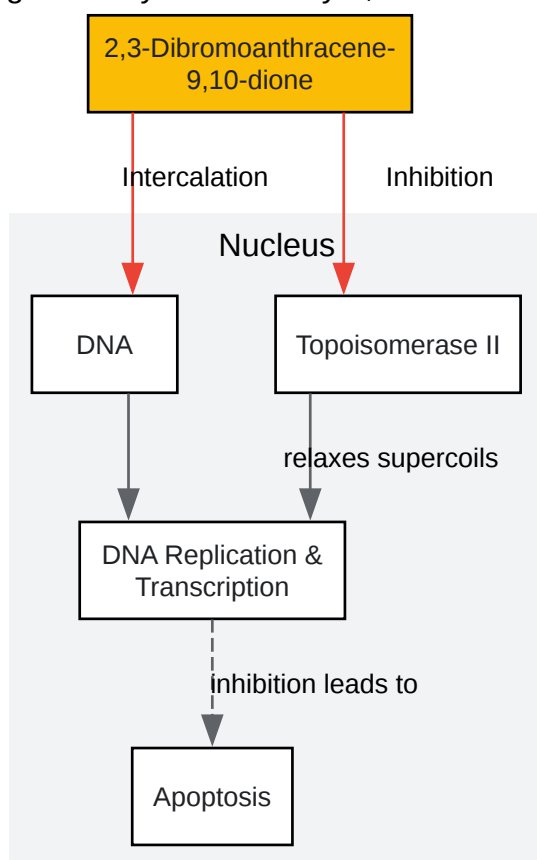 2,3-Dibromoanthracene-
9,10-dione
Intercalation
Inhibition
Nucleus
DNA
Topoisomerase II
relaxes supercoils
DNA Replication &
Transcription
inhibition leads to
Apoptosis